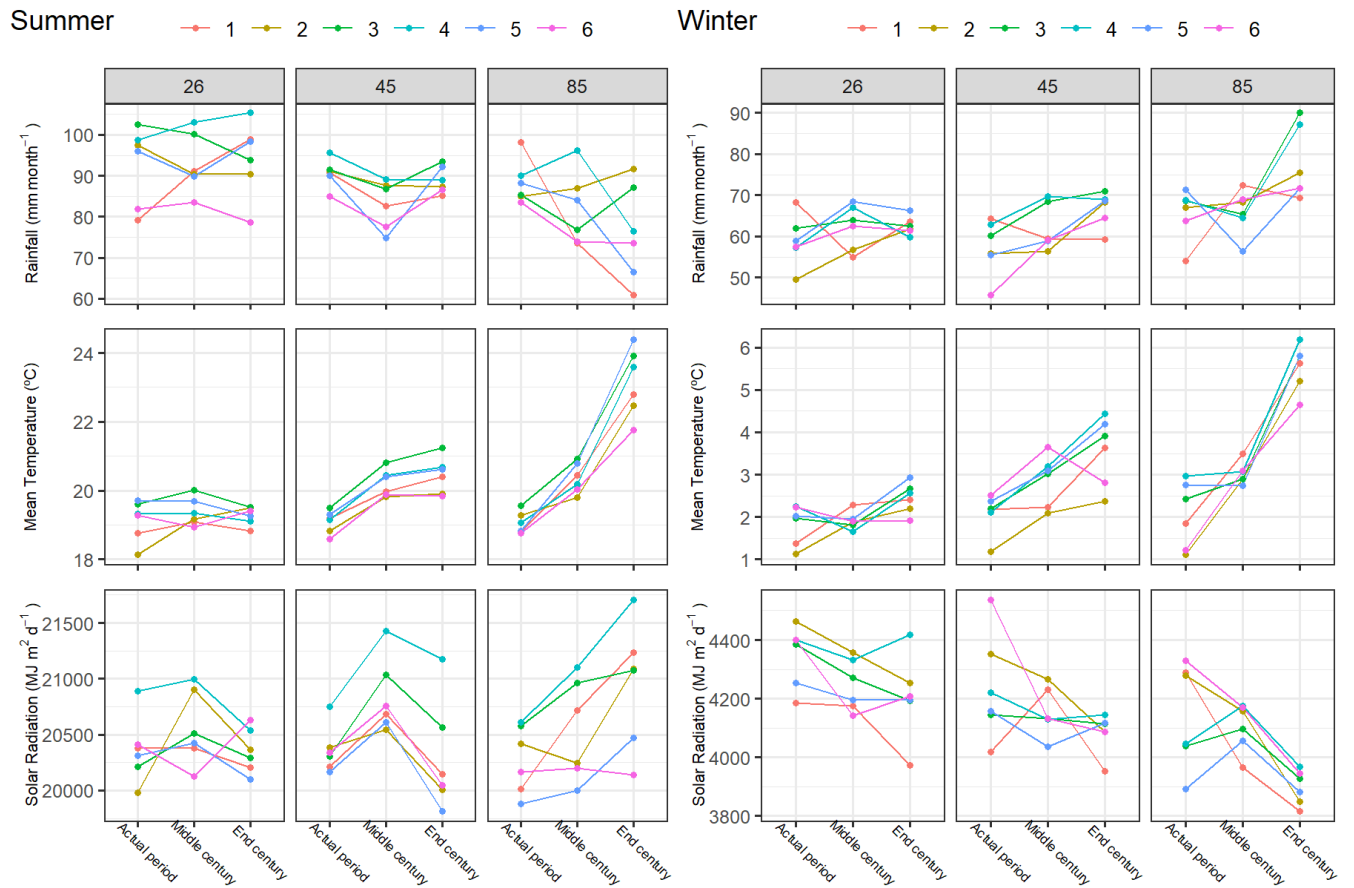 Summer 1 2 3 4 5 6
Winter 1 2 3 4 5 6
26 45 85
26 45 85
Rainfall (mm month⁻¹ )
100
90
80
70
60
Rainfall (mm month⁻¹ )
90
80
70
60
50
Mean Temperature (ºC)
24
22
20
18
Mean Temperature (ºC)
6
5
4
3
2
1
Solar Radiation (MJ m² d⁻¹ )
21500
21000
20500
20000
Solar Radiation (MJ m² d⁻¹ )
4400
4200
4000
3800
Actual period Middle century End century
Actual period Middle century End century
Actual period Middle century End century
Actual period Middle century End century
Actual period Middle century End century
Actual period Middle century End century